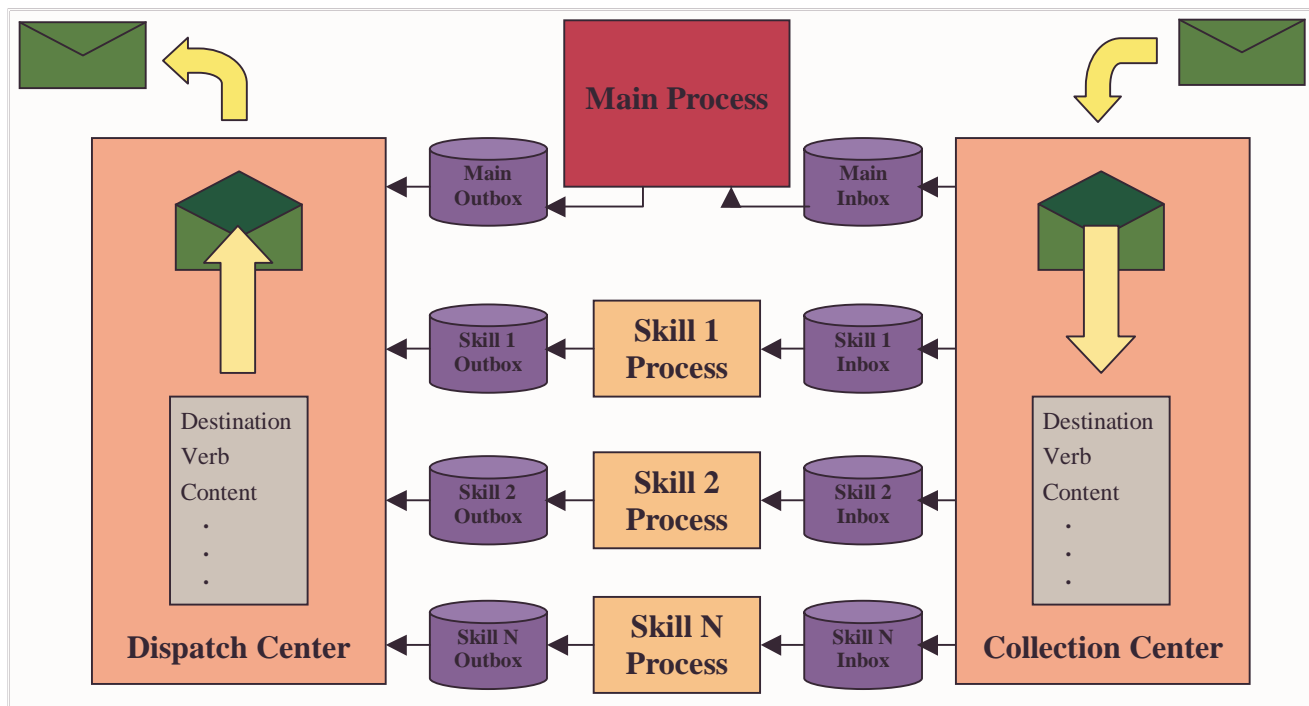 Main Process
Main
Outbox
Main
Inbox
Skill 1
Outbox
Skill 1
Process
Skill 1
Inbox
Destination
Verb
Content
.
.
.
Skill 2
Outbox
Skill 2
Process
Skill 2
Inbox
Destination
Verb
Content
.
.
.
Skill N
Outbox
Skill N
Process
Skill N
Inbox
Dispatch Center
Collection Center